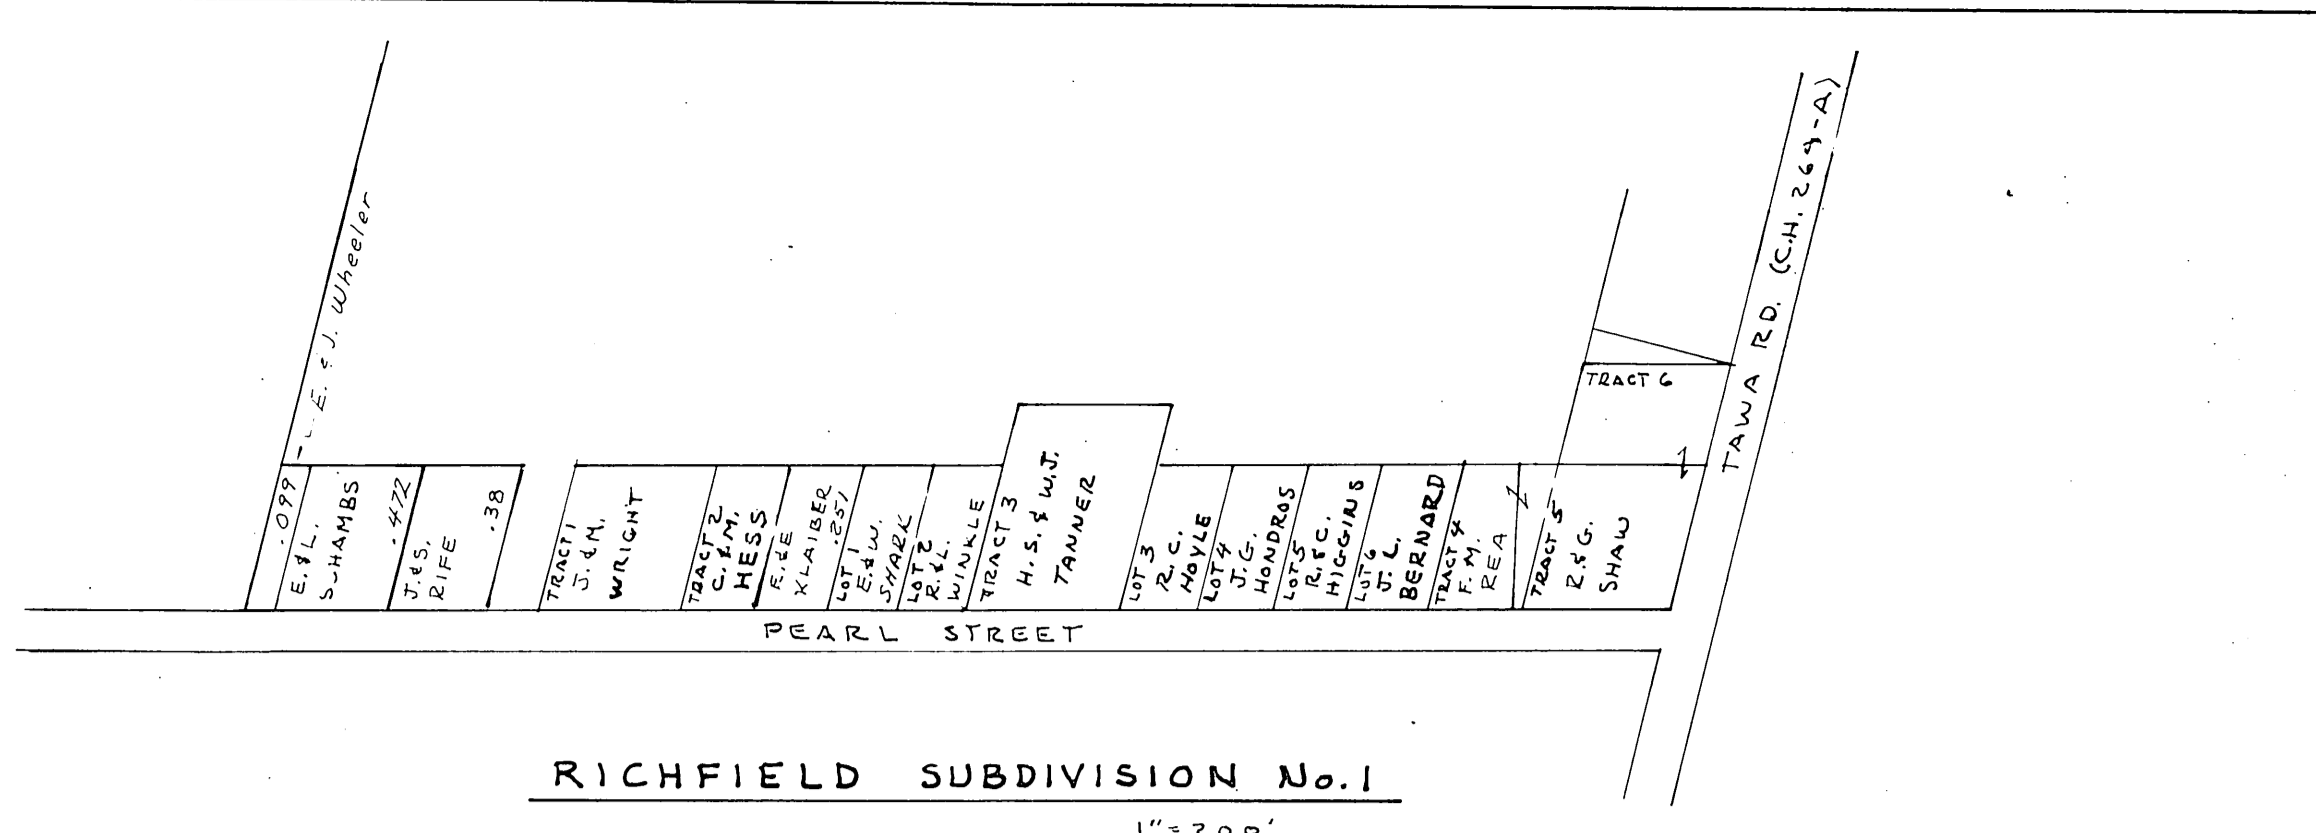 E. & J. Wheeler
.099
E. & L.
.472
J. & S.
RIFE
.38
TRACT 1
J. & M.
WRIGHT
TRACT 2
C. & M.
HESS
E. & E
KLAIBER
.251
LOT 1
E. & W.
SHARK
LOT 2
R. & L.
WINKLE
TRACT 3
H. S. & W. J.
TANNER
LOT 3
R. C.
HOYLE
LOT 4
J. G.
HONDROS
LOT 5
R. & C.
HIGGINS
LOT 6
J. L.
BERNARD
TRACT 4
F. M.
REA
TRACT 5
R. & G.
SHAW
TRACT 6
TAWA RD. (C.H. 269-A)
PEARL STREET
RICHFIELD SUBDIVISION No. 1